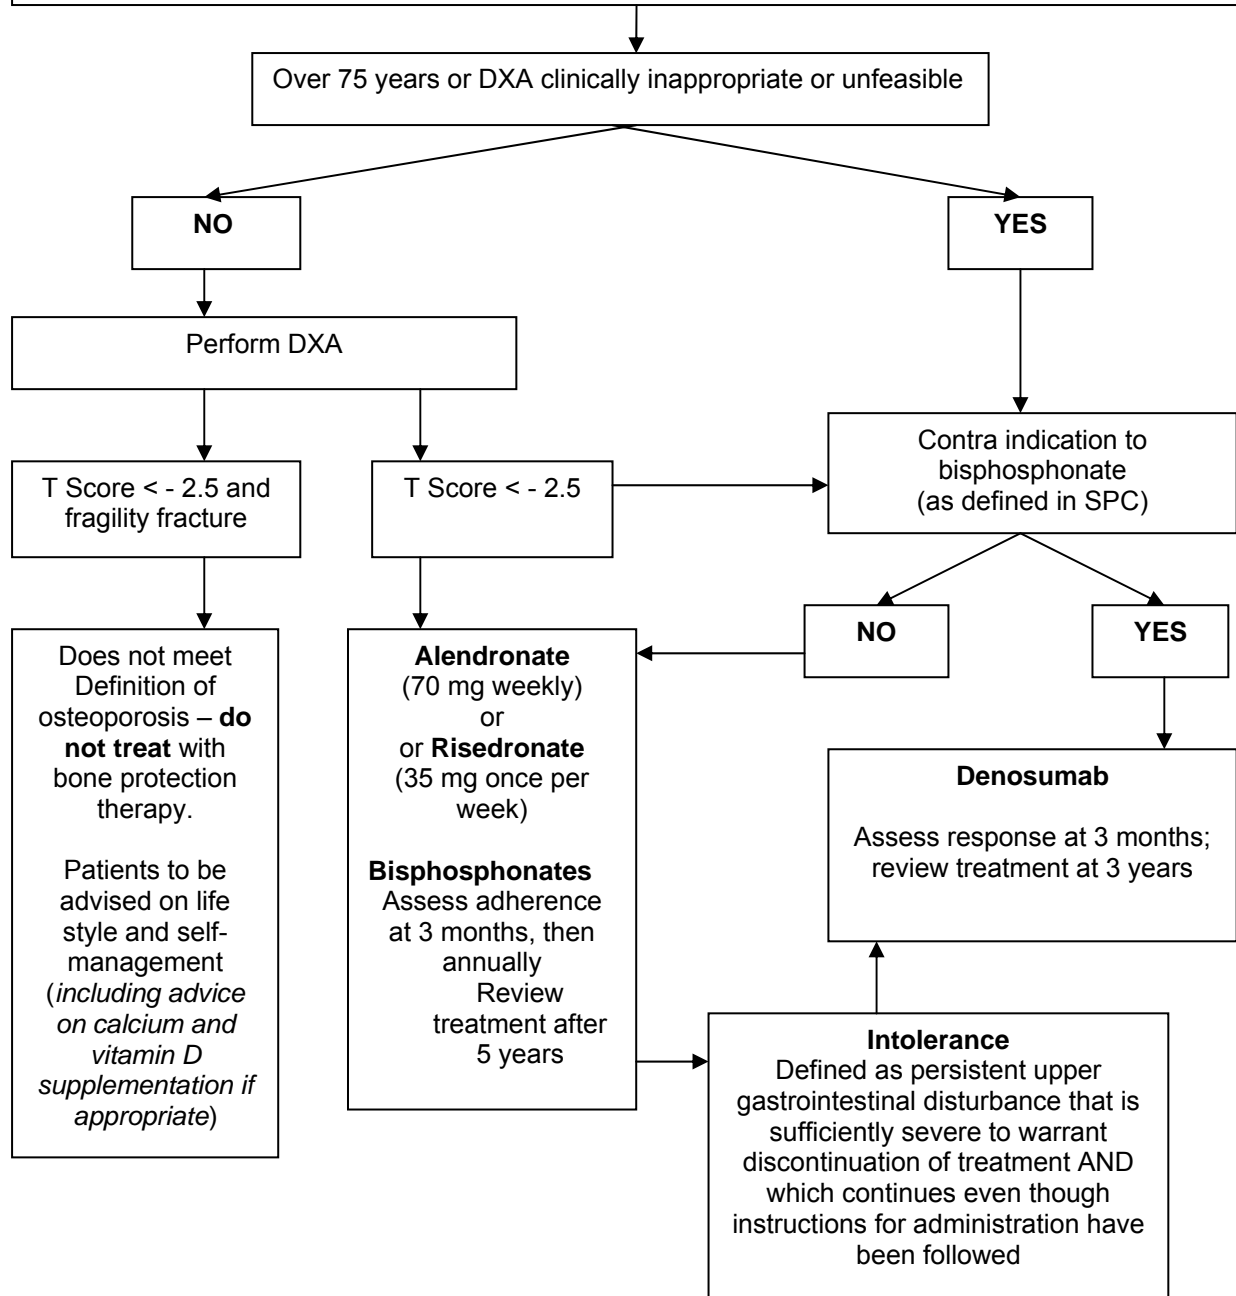 Over 75 years or DXA clinically inappropriate or unfeasible
NO
YES
Perform DXA
T Score < - 2.5 and
fragility fracture
T Score < - 2.5
Contra indication to
bisphosphonate
(as defined in SPC)
NO
YES
Does not meet
Definition of
osteoporosis – do
not treat with
bone protection
therapy.
Patients to be
advised on life
style and self-
management
(including advice
on calcium and
vitamin D
supplementation if
appropriate)
Alendronate
(70 mg weekly)
or
or Risedronate
(35 mg once per
week)
Bisphosphonates
Assess adherence
at 3 months, then
annually
Review
treatment after
5 years
Denosumab
Assess response at 3 months;
review treatment at 3 years
Intolerance
Defined as persistent upper
gastrointestinal disturbance that is
sufficiently severe to warrant
discontinuation of treatment AND
which continues even though
instructions for administration have
been followed